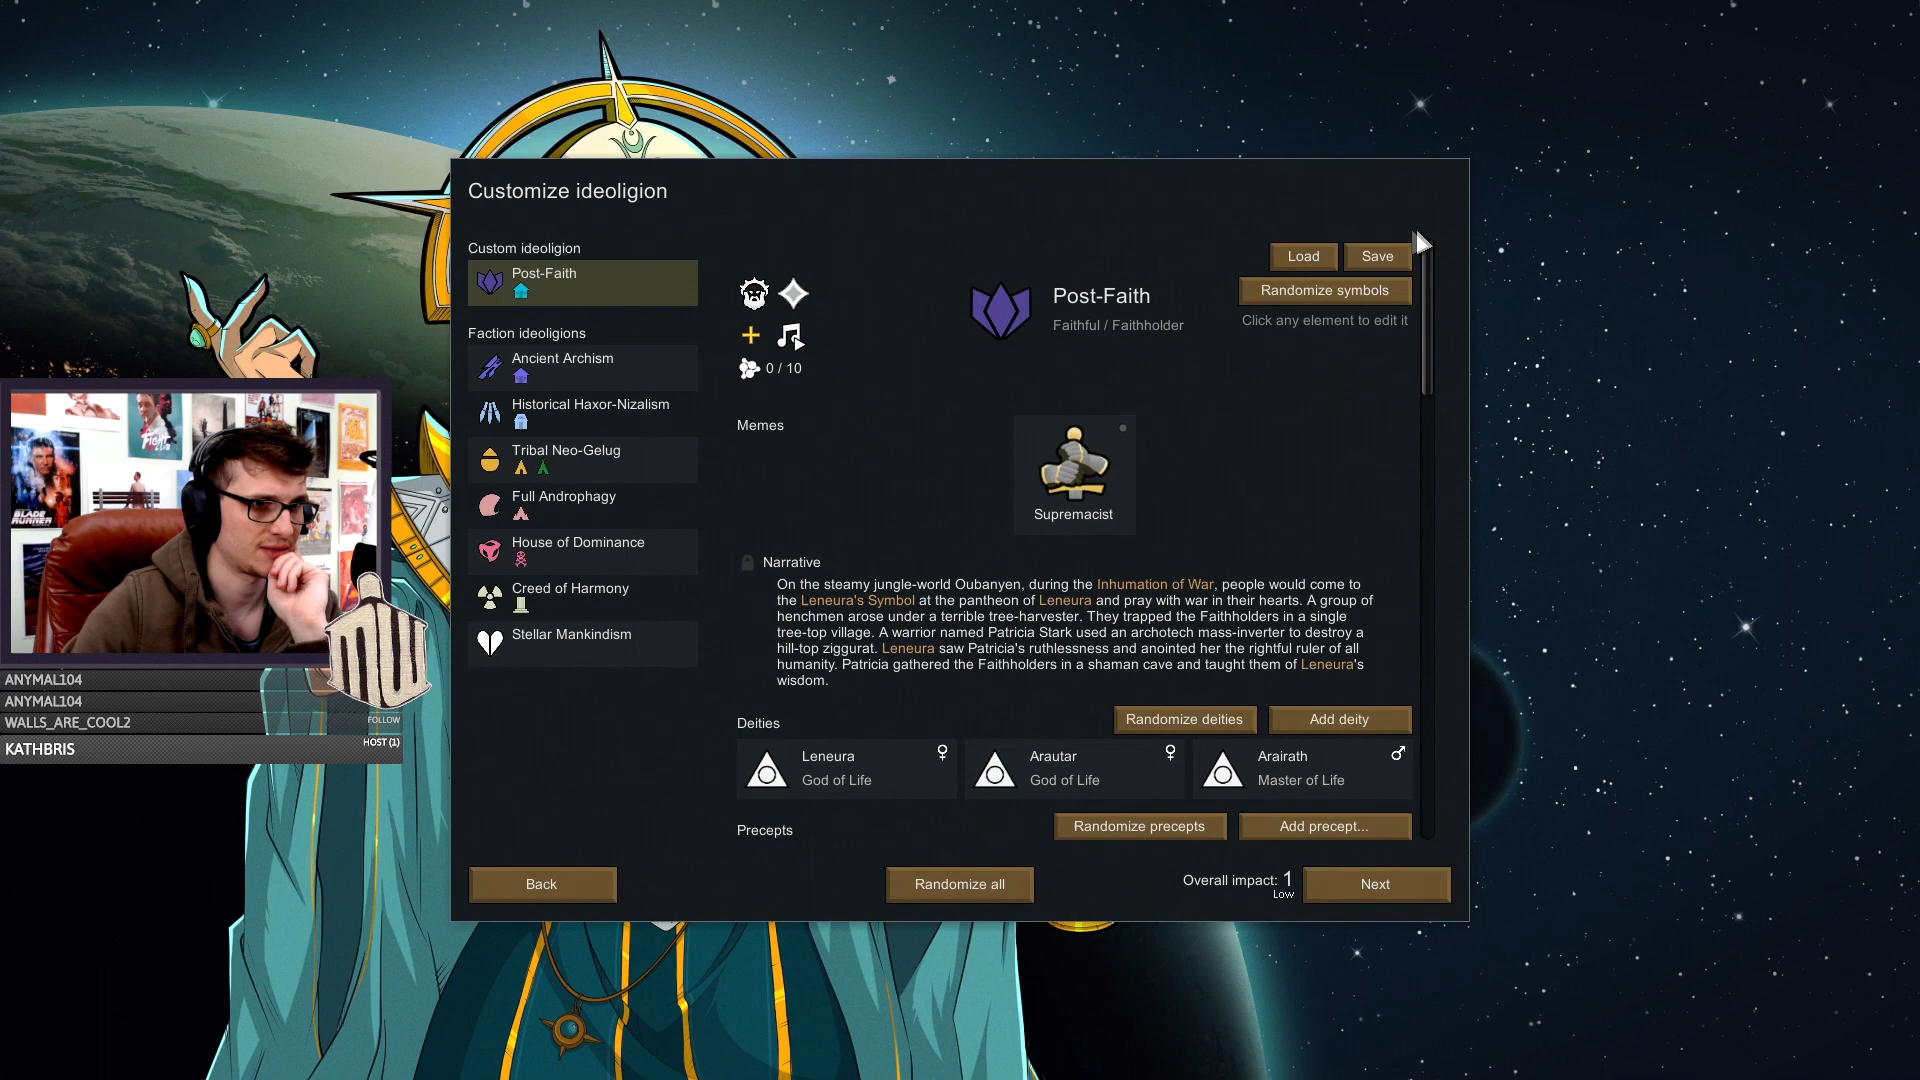 Customize ideoligion
Custom ideoligion
Post-Faith
Faction ideoligions
Ancient Archism
Historical Haxor-Nizalism
Tribal Neo-Gelug
Full Androphagy
House of Dominance
Creed of Harmony
Stellar Mankindism
0 / 10
Post-Faith
Faithful / Faithholder
Load
Save
Randomize symbols
Click any element to edit it
Memes
Supremacist
Narrative
On the steamy jungle-world Oubanyen, during the Inhumation of War, people would come to
the Leneura's Symbol at the pantheon of Leneura and pray with war in their hearts. A group of
henchmen arose under a terrible tree-harvester. They trapped the Faithholders in a single
tree-top village. A warrior named Patricia Stark used an archotech mass-inverter to destroy a
hill-top ziggurat. Leneura saw Patricia's ruthlessness and anointed her the rightful ruler of all
humanity. Patricia gathered the Faithholders in a shaman cave and taught them of Leneura's
wisdom.
Deities
Randomize deities
Add deity
Leneura
God of Life
Arautar
God of Life
Arairath
Master of Life
Precepts
Randomize precepts
Add precept...
Back
Randomize all
Overall impact: 1
Low
Next
BLADE
RUNNER
FIGHT
CLUB
ANYMAL104
ANYMAL104
WALLS_ARE_COOL2
FOLLOW
KATHBRIS
HOST (1)